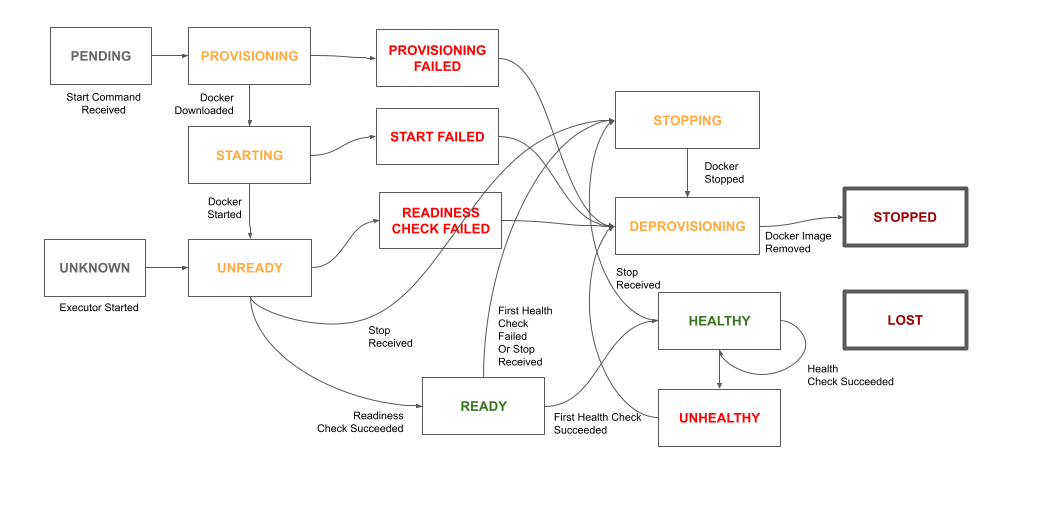 PENDING
Start Command
Received
PROVISIONING
Docker
Downloaded
PROVISIONING
FAILED
STARTING
Docker
Started
START FAILED
READINESS
CHECK FAILED
UNKNOWN
Executor Started
UNREADY
Stop
Received
Readiness
Check Succeeded
First Health
Check
Failed
Or Stop
Received
READY
First Health Check
Succeeded
STOPPING
Docker
Stopped
DEPROVISIONING
Docker Image
Removed
STOPPED
Stop
Received
HEALTHY
Health
Check Succeeded
UNHEALTHY
LOST